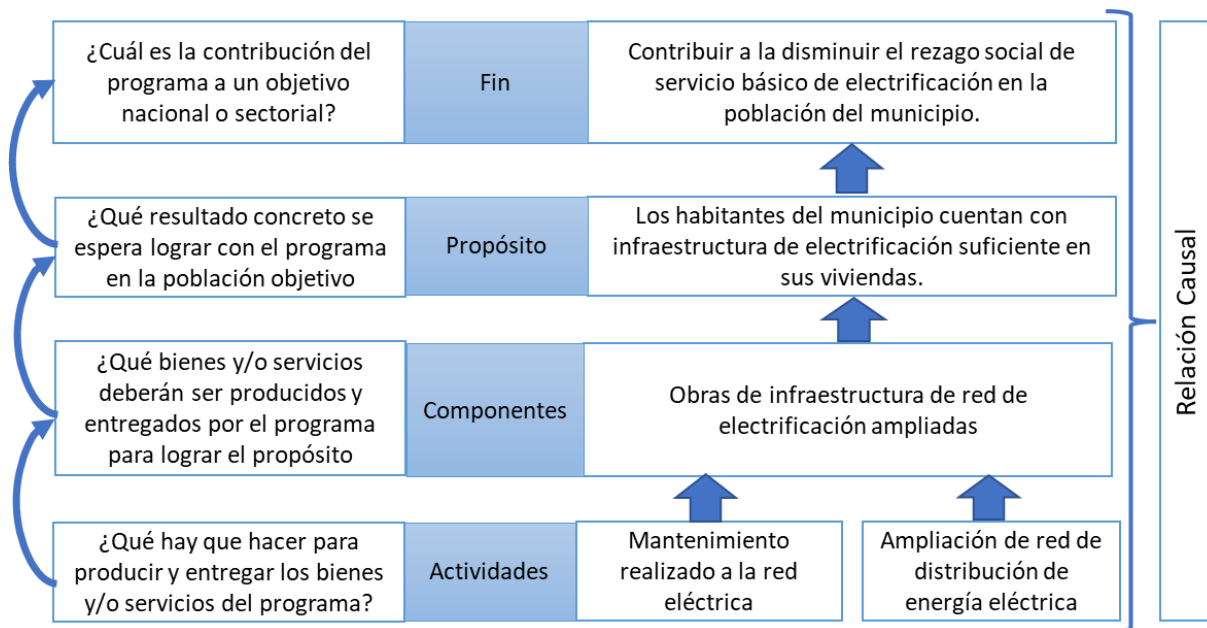 ¿Cuál es la contribución del
programa a un objetivo
nacional o sectorial?
Fin
Contribuir a la disminuir el rezago social de
servicio básico de electrificación en la
población del municipio.
¿Qué resultado concreto se
espera lograr con el programa
en la población objetivo
Propósito
Los habitantes del municipio cuentan con
infraestructura de electrificación suficiente en
sus viviendas.
¿Qué bienes y/o servicios
deberán ser producidos y
entregados por el programa
para lograr el propósito
Componentes
Obras de infraestructura de red de
electrificación ampliadas
¿Qué hay que hacer para
producir y entregar los bienes
y/o servicios del programa?
Actividades
Mantenimiento
realizado a la red
eléctrica
Ampliación de red de
distribución de
energía eléctrica
Relación Causal